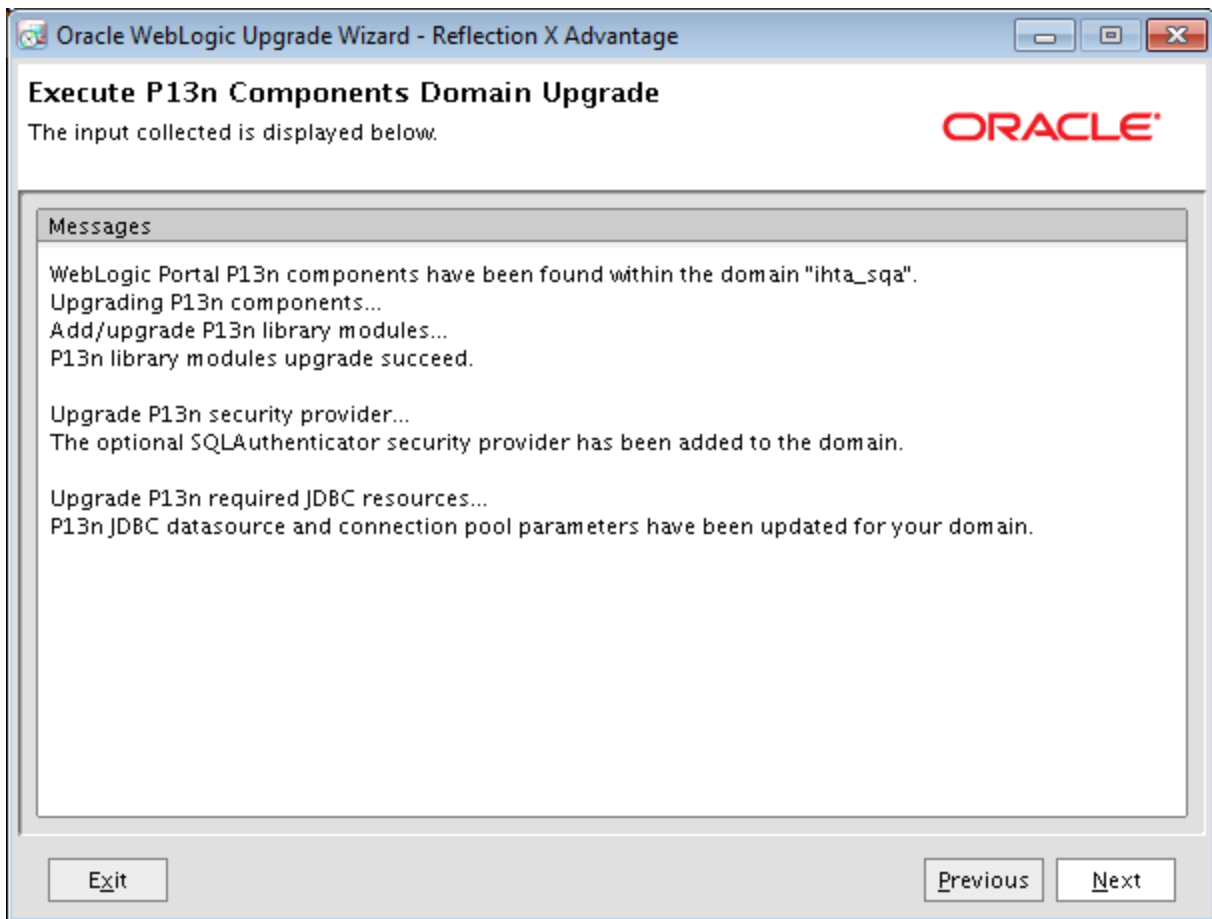 Oracle WebLogic Upgrade Wizard - Reflection X Advantage
Execute P13n Components Domain Upgrade
The input collected is displayed below.
ORACLE
Messages
WebLogic Portal P13n components have been found within the domain "ihta_sqa".
Upgrading P13n components...
Add/upgrade P13n library modules...
P13n library modules upgrade succeed.
Upgrade P13n security provider...
The optional SQLAuthenticator security provider has been added to the domain.
Upgrade P13n required JDBC resources...
P13n JDBC datasource and connection pool parameters have been updated for your domain.
Exit
Previous
Next